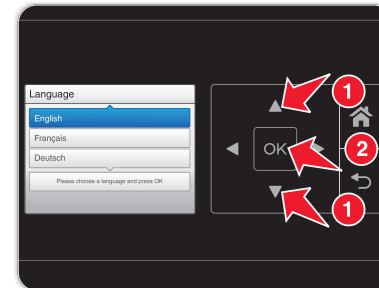 Language
English
Français
Deutsch
Please choose a language and press OK
OK
1
2
1